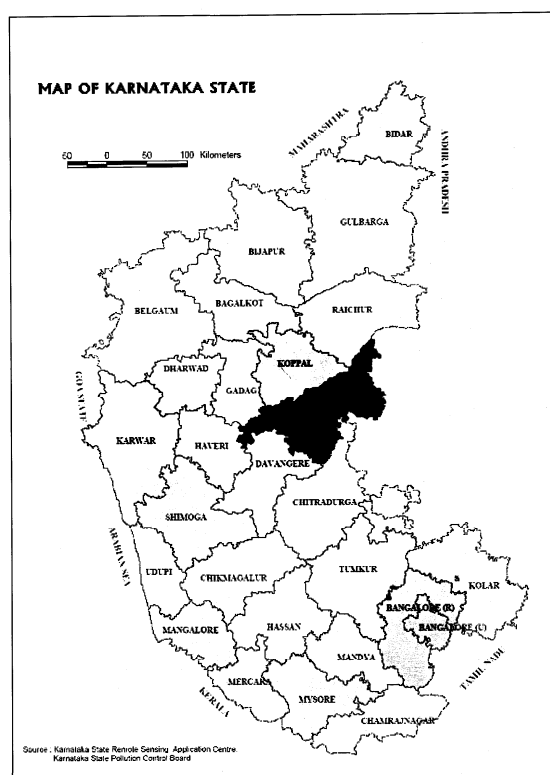 MAP OF KARNATAKA STATE
50 0 50 100 Kilometers
MAHARASHTRA
BIDAR
ANDHRA PRADESH
GULBARGA
BIJAPUR
BAGALKOT
RAICHUR
BELGAUM
KOPPAL
DHARWAD
GADAG
GOA STATE
KARWAR
HAVERI
DAVANGERE
CHITRADURGA
SHIMOGA
ARABIAN SEA
UDUPI
CHIKMAGALUR
TUMKUR
KOLAR
BANGALORE (R)
BANGALORE (U)
MANGALORE
HASSAN
MANDYA
TAMIL NADU
MERCARA
KERALA
MYSORE
CHAMRAJNAGAR
Source : Karnataka State Remote Sensing Application Centre.
Karnataka State Pollution Control Board